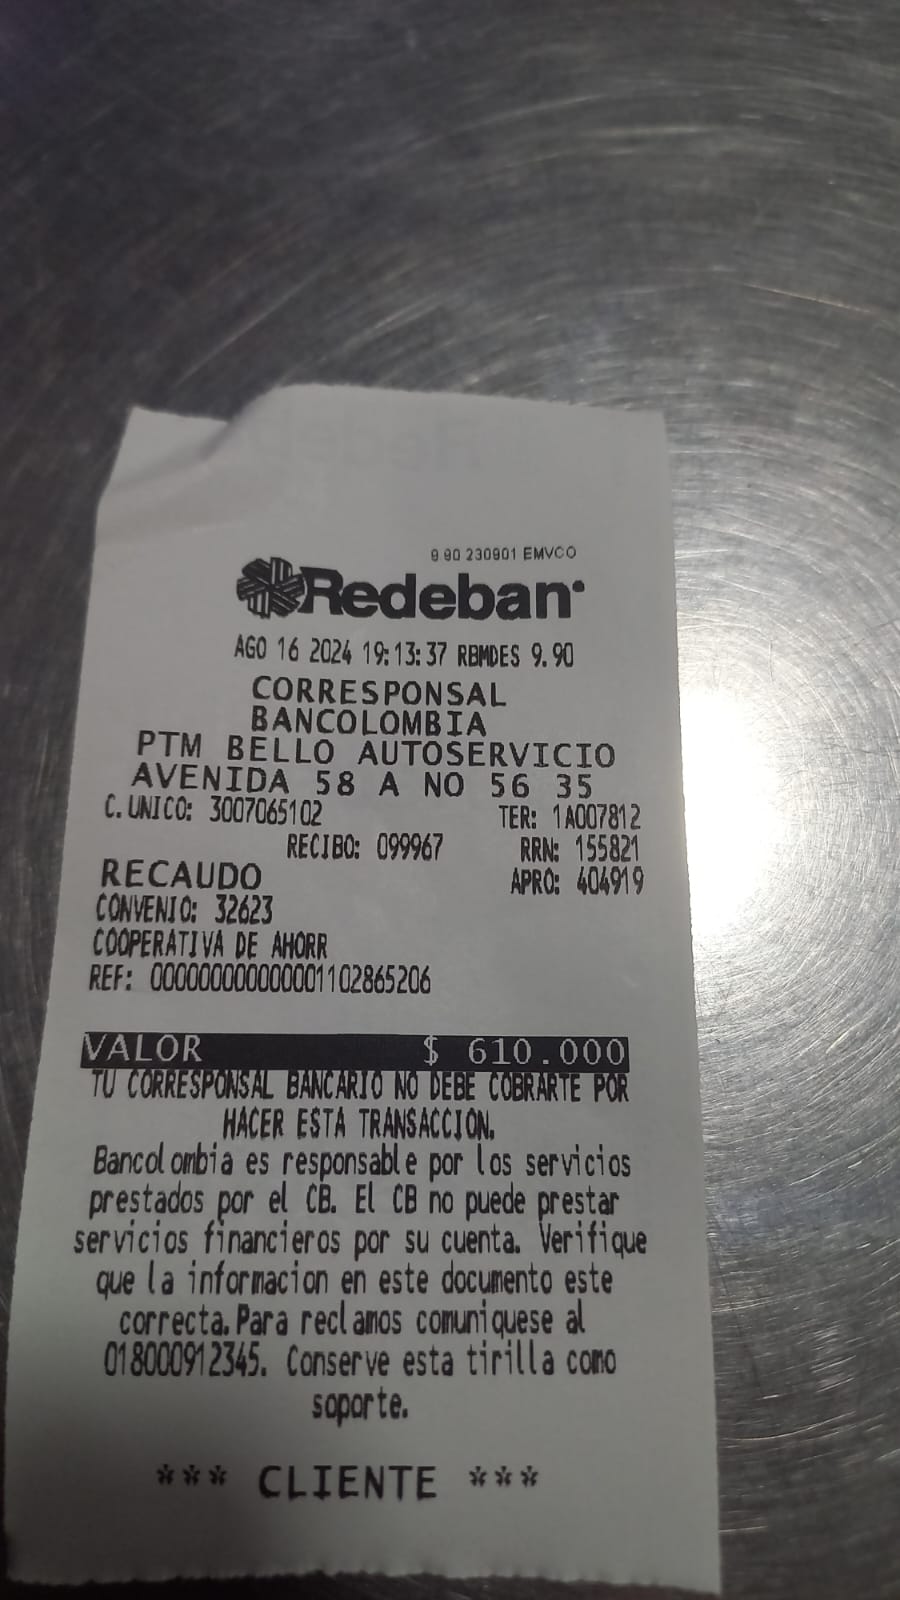 9 90 230901 EMVCO
Redeban
AGO 16 2024 19:13:37 RBMDES 9.90
CORRESPONSAL
BANCOLOMBIA
PTM BELLO AUTOSERVICIO
AVENIDA 58 A NO 56 35
C. UNICO: 3007065102 TER: 1A007812
RECIBO: 099967 RRN: 155821
RECAUDO APRO: 404919
CONVENIO: 32623
COOPERATIVA DE AHORR
REF: 00000000000001102865206
VALOR $ 610.000
TU CORRESPONSAL BANCARIO NO DEBE COBRARTE POR
HACER ESTA TRANSACCION.
Bancolombia es responsable por los servicios
prestados por el CB. El CB no puede prestar
servicios financieros por su cuenta. Verifique
que la informacion en este documento este
correcta. Para reclamos comuniquese al
018000912345. Conserve esta tirilla como
soporte.
*** CLIENTE ***